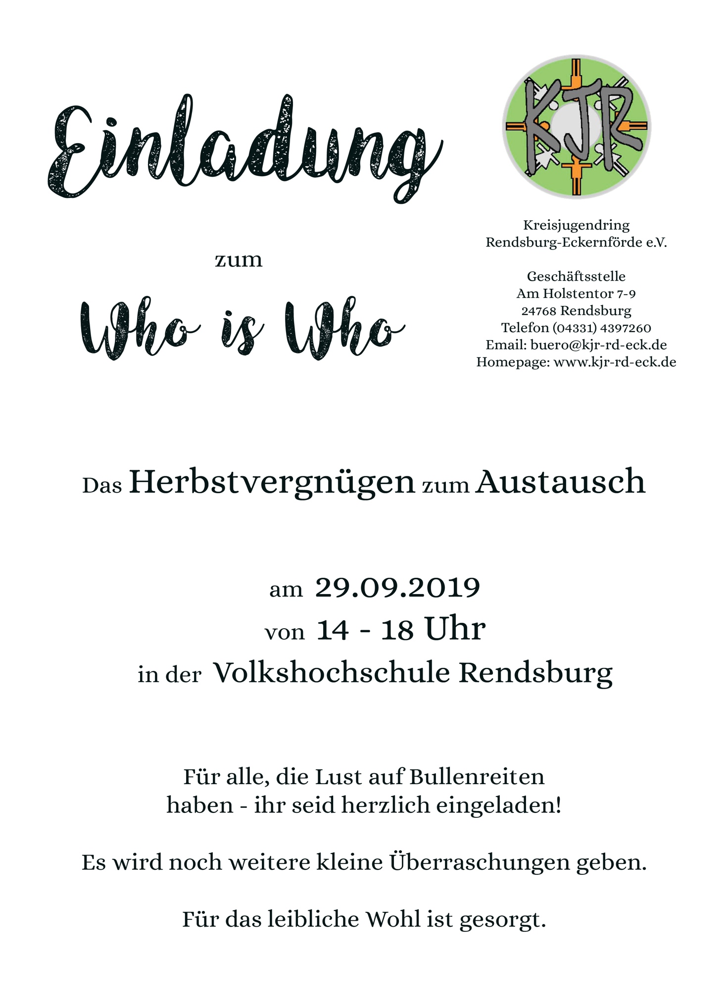 Einladung
zum
Who is Who
KJR
Kreisjugendring
Rendsburg-Eckernförde e.V.
Geschäftsstelle
Am Holstentor 7-9
24768 Rendsburg
Telefon (04331) 4397260
Email: buero@kjr-rd-eck.de
Homepage: www.kjr-rd-eck.de
Das Herbstvergnügen zum Austausch
am 29.09.2019
von 14 - 18 Uhr
in der Volkshochschule Rendsburg
Für alle, die Lust auf Bullenreiten
haben - ihr seid herzlich eingeladen!
Es wird noch weitere kleine Überraschungen geben.
Für das leibliche Wohl ist gesorgt.